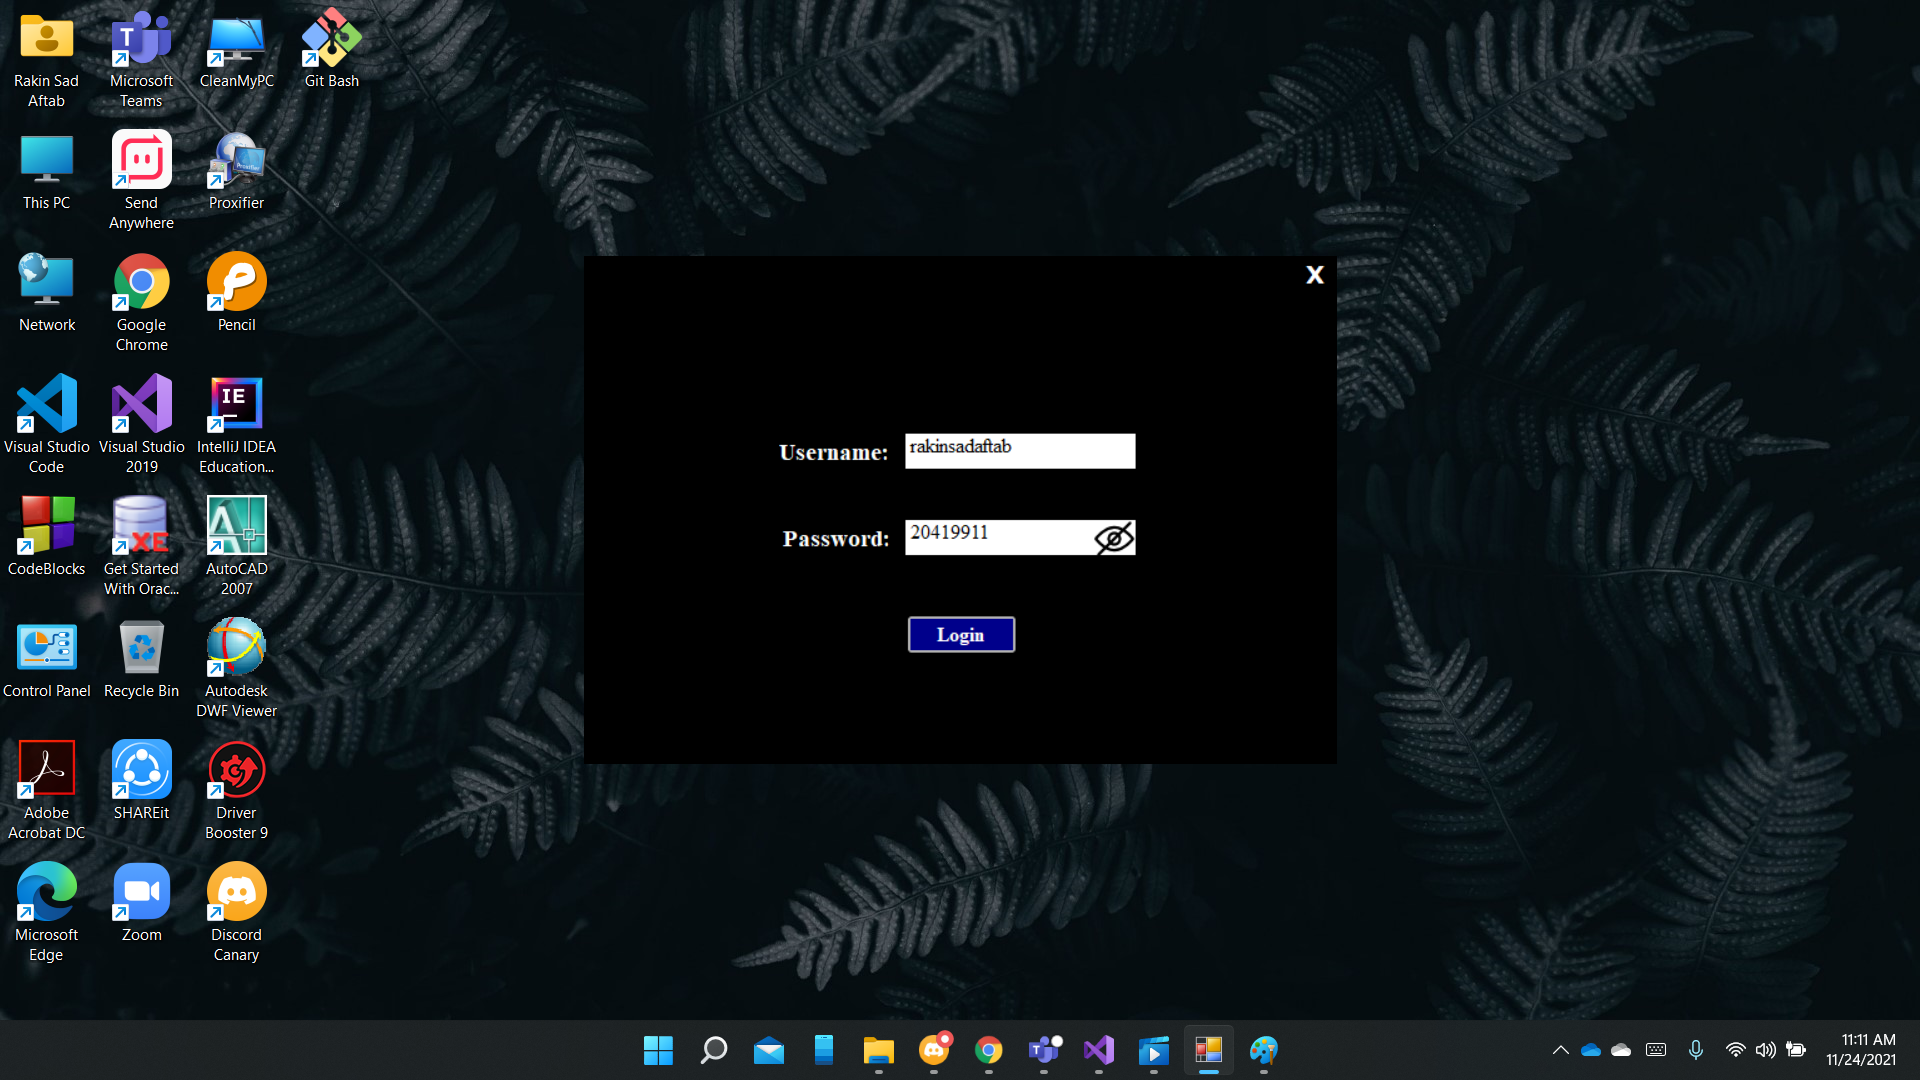 Rakin Sad
Aftab
Microsoft
Teams
CleanMyPC
Git Bash
This PC
Send
Anywhere
Proxifier
Network
Google
Chrome
Pencil
Visual Studio
Code
Visual Studio
2019
IntelliJ IDEA
Education...
CodeBlocks
Get Started
With Orac...
AutoCAD
2007
Control Panel
Recycle Bin
Autodesk
DWF Viewer
Adobe
Acrobat DC
SHAREit
Driver
Booster 9
Microsoft
Edge
Zoom
Discord
Canary
X
Username: rakinsadaftab
Password: 20419911
Login
11:11 AM
11/24/2021